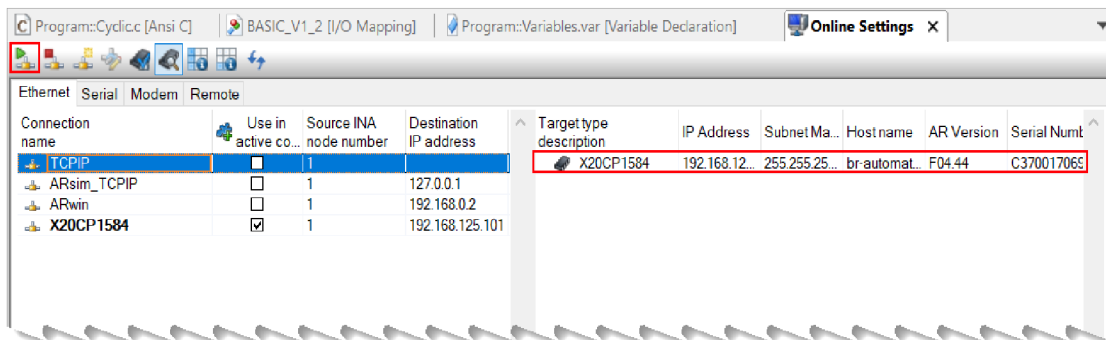 Program::Cyclic.c [Ansi C] BASIC_V1_2 [I/O Mapping] Program::Variables.var [Variable Declaration] Online Settings X
Ethernet Serial Modem Remote
Connection name Use in active co... Source INA node number Destination IP address
TCPIP 1
ARsim_TCPIP 1 127.0.0.1
ARwin 1 192.168.0.2
X20CP1584 1 192.168.125.101
Target type description IP Address Subnet Ma... Host name AR Version Serial Numb
X20CP1584 192.168.12... 255.255.25... br-automat... F04.44 C37001706